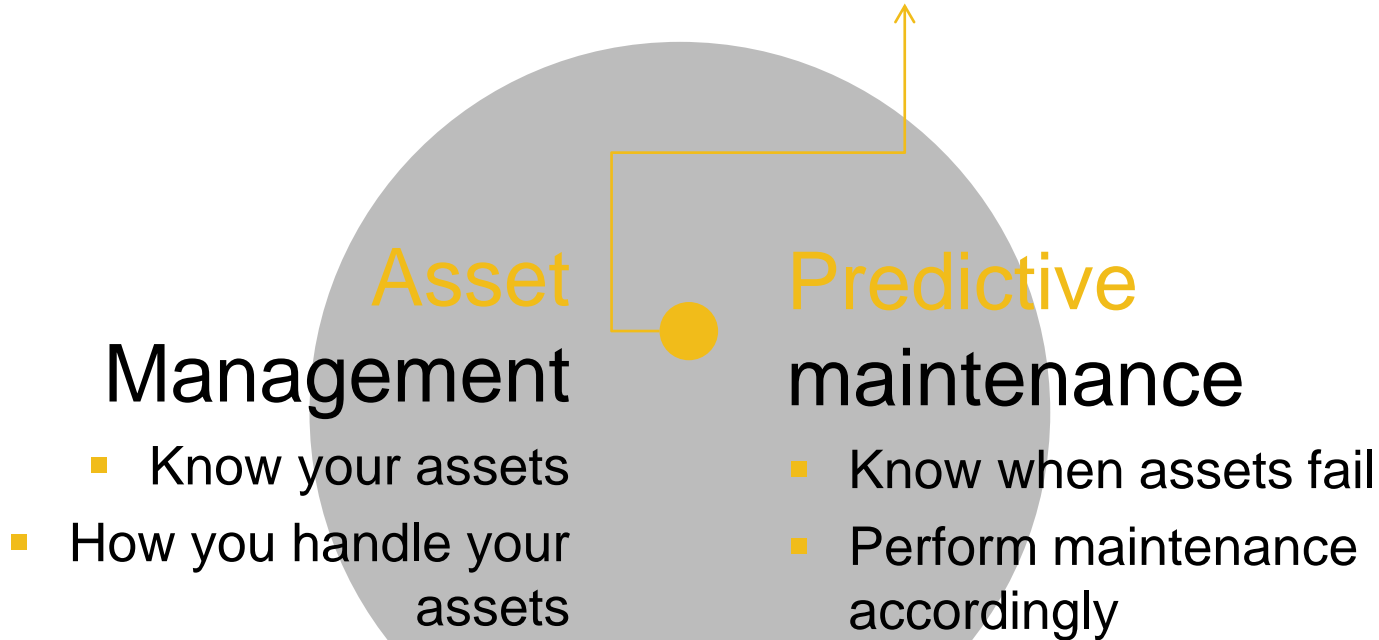 Asset
Management
▪ Know your assets
▪ How you handle your
assets
Predictive
maintenance
▪ Know when assets fail
▪ Perform maintenance
accordingly